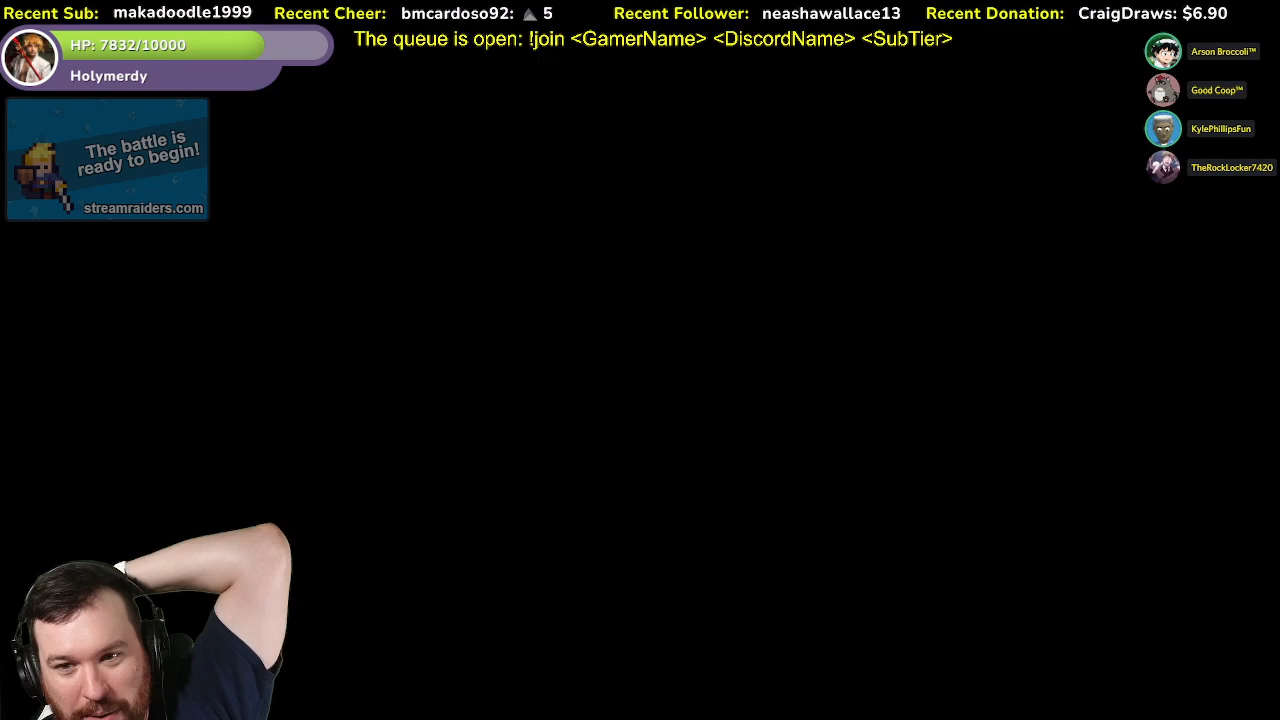 Recent Sub: makadoodle1999 Recent Cheer: bmcardoso92: 5 Recent Follower: neashawallace13 Recent Donation: CraigDraws: $6.90
The queue is open: !join <GamerName> <DiscordName> <SubTier>
HP: 7832/10000
Holymerdy
Arson Broccoli™
Good Coop™
KylePhillipsFun
TheRockLocker7420
The battle is
ready to begin!
streamraiders.com